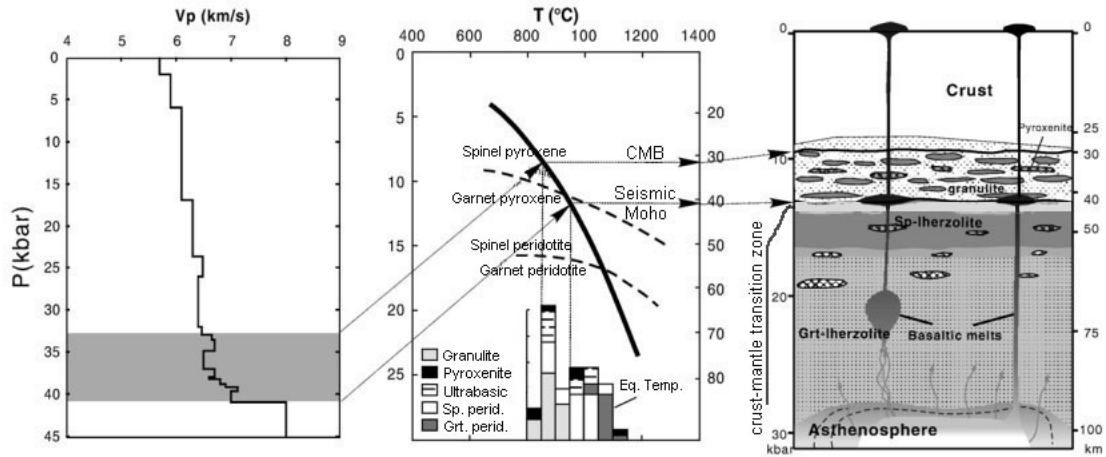 Vp (km/s)
4 5 6 7 8 9
P(kbar)
0
5
10
15
20
25
30
35
40
45
T (°C)
400 600 800 1000 1200 1400
0
5
10
15
20
25
20
30
40
50
60
70
80
Spinel pyroxene
Garnet pyroxene
Spinel peridotite
Garnet peridotite
CMB
Seismic
Moho
Granulite
Pyroxenite
Ultrabasic
Sp. perid.
Grt. perid.
Eq. Temp.
crust-mantle transition zone
0
10
20
30
kbar
Crust
Pyroxenite
granulite
Sp-lherzolite
Grt-lherzolite
Basaltic melts
Asthenosphere
0
25
30
40
50
75
100
km